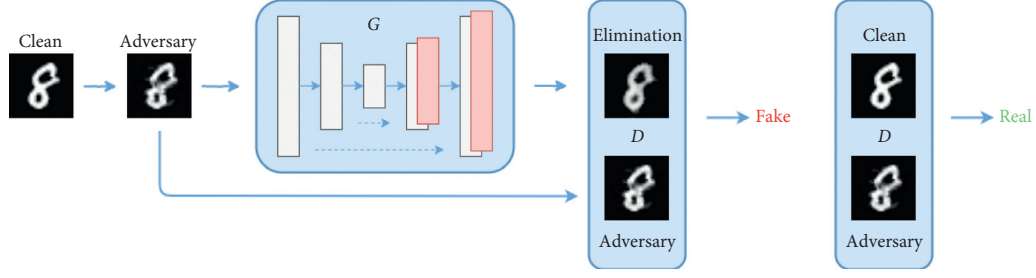 Clean
Adversary
G
Elimination
D
Adversary
Fake
Clean
D
Adversary
Real